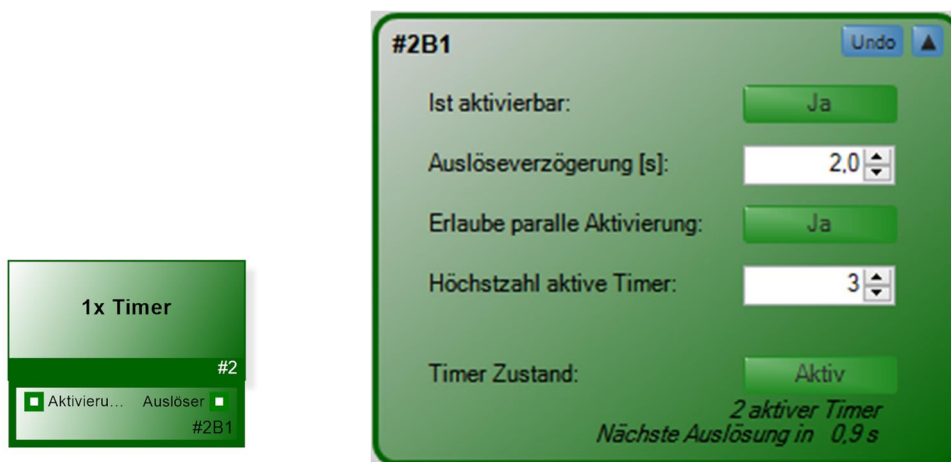 1x Timer
#2
Aktivieru... Auslöser
#2B1
#2B1 Undo ▲
Ist aktivierbar: Ja
Auslöseverzögerung [s]: 2,0
Erlaube paralle Aktivierung: Ja
Höchstzahl aktive Timer: 3
Timer Zustand: Aktiv
2 aktiver Timer
Nächste Auslösung in 0,9 s